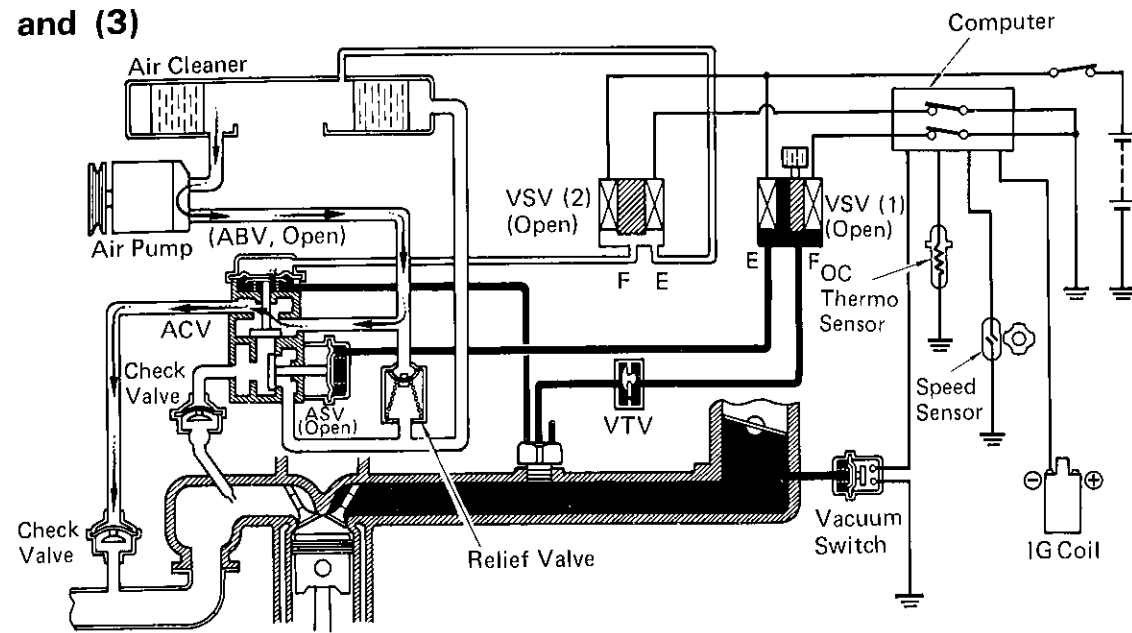 and (3)
Computer
Air Cleaner
VSV (2)
(Open)
VSV (1)
(Open)
Air Pump
(ABV, Open)
E
F
F
E
OC
Thermo
Sensor
ACV
Check
Valve
ASV
(Open)
VTV
Speed
Sensor
Check
Valve
Relief Valve
Vacuum
Switch
⊖
⊕
IG Coil